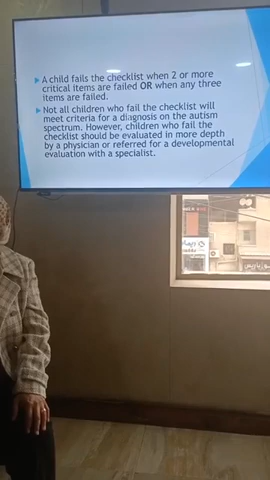 A child fails the checklist when 2 or more
critical items are failed OR when any three
items are failed.
Not all children who fail the checklist will
meet criteria for a diagnosis on the autism
spectrum. However, children who fail the
checklist should be evaluated in more depth
by a physician or referred for a developmental
evaluation with a specialist.